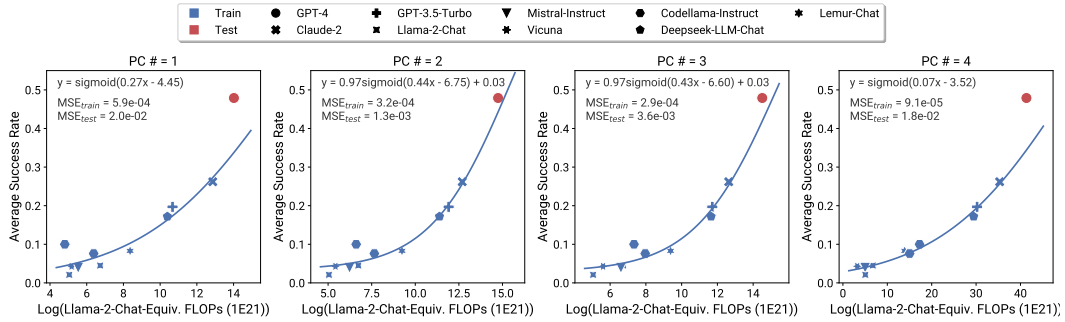 Train GPT-4 GPT-3.5-Turbo Mistral-Instruct Codellama-Instruct Lemur-Chat
Test Claude-2 Llama-2-Chat Vicuna Deepseek-LLM-Chat
PC # = 1
y = sigmoid(0.27x - 4.45)
MSE_train = 5.9e-04
MSE_test = 2.0e-02
Average Success Rate
0.5
0.4
0.3
0.2
0.1
0.0
4 6 8 10 12 14
Log(Llama-2-Chat-Equiv. FLOPs (1E21))
PC # = 2
y = 0.97sigmoid(0.44x - 6.75) + 0.03
MSE_train = 3.2e-04
MSE_test = 1.3e-03
Average Success Rate
0.5
0.4
0.3
0.2
0.1
0.0
5.0 7.5 10.0 12.5 15.0
Log(Llama-2-Chat-Equiv. FLOPs (1E21))
PC # = 3
y = 0.97sigmoid(0.43x - 6.60) + 0.03
MSE_train = 2.9e-04
MSE_test = 3.6e-03
Average Success Rate
0.5
0.4
0.3
0.2
0.1
0.0
6 8 10 12 14
Log(Llama-2-Chat-Equiv. FLOPs (1E21))
PC # = 4
y = sigmoid(0.07x - 3.52)
MSE_train = 9.1e-05
MSE_test = 1.8e-02
Average Success Rate
0.5
0.4
0.3
0.2
0.1
0.0
0 10 20 30 40
Log(Llama-2-Chat-Equiv. FLOPs (1E21))